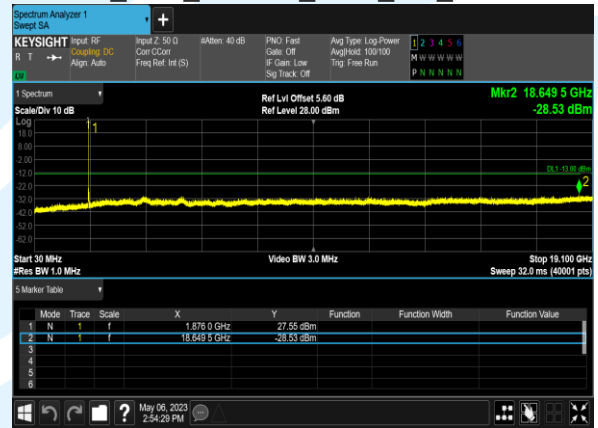 Spectrum Analyzer 1
Swept SA
KEYSIGHT Input: RF Input Z: 50 Ω #Atten: 40 dB PNO: Fast Avg Type: Log-Power 1 2 3 4 5 6
R T Coupling: DC Corr CCorr Gate: Off Avg|Hold: 100/100 M W W W W W
Align: Auto Freq Ref: Int (S) IF Gain: Low Trig: Free Run P N N N N N
Sig Track: Off
LXI
1 Spectrum Ref Lvl Offset 5.60 dB Mkr2 18.649 5 GHz
Scale/Div 10 dB Ref Level 28.00 dBm -28.53 dBm
Log
1
18.0
8.00
-2.00
DL1 -13.00 dBm
-12.0
2
-22.0
-32.0
-42.0
-52.0
-62.0
Start 30 MHz Video BW 3.0 MHz Stop 19.100 GHz
#Res BW 1.0 MHz Sweep 32.0 ms (40001 pts)
5 Marker Table
Mode Trace Scale X Y Function Function Width Function Value
1 N 1 f 1.876 0 GHz 27.55 dBm
2 N 1 f 18.649 5 GHz -28.53 dBm
3
4
5
6
? May 06, 2023
2:54:29 PM